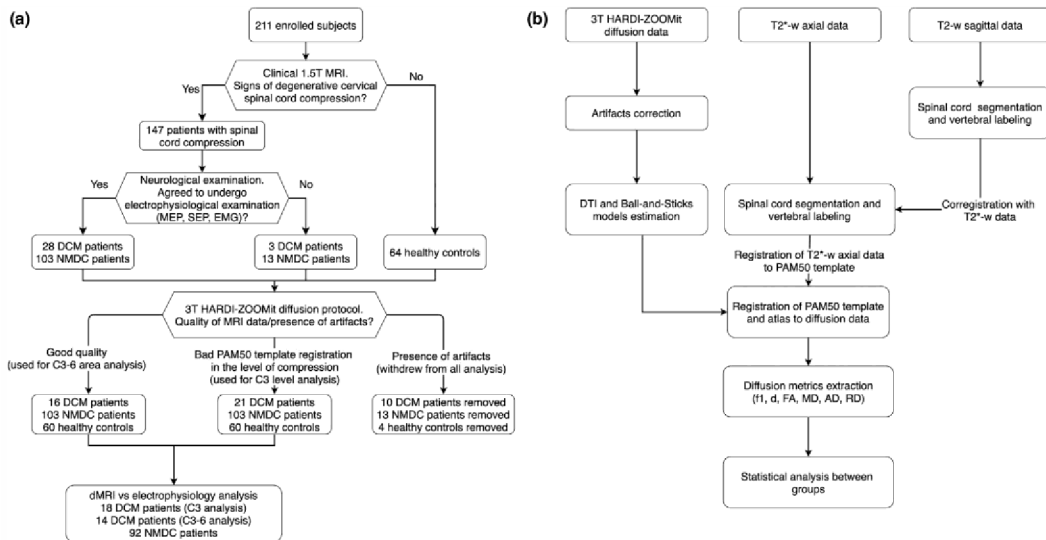 (a)
211 enrolled subjects
Clinical 1.5T MRI.
Signs of degenerative cervical
spinal cord compression?
Yes
No
147 patients with spinal
cord compression
Neurological examination.
Agreed to undergo
electrophysiological examination
(MEP, SEP, EMG)?
Yes
No
28 DCM patients
103 NMDC patients
3 DCM patients
13 NMDC patients
64 healthy controls
3T HARDI-ZOOMit diffusion protocol.
Quality of MRI data/presence of artifacts?
Good quality
(used for C3-6 area analysis)
Bad PAM50 template registration
in the level of compression
(used for C3 level analysis)
Presence of artifacts
(withdrew from all analysis)
16 DCM patients
103 NMDC patients
60 healthy controls
21 DCM patients
103 NMDC patients
60 healthy controls
10 DCM patients removed
13 NMDC patients removed
4 healthy controls removed
dMRI vs electrophysiology analysis
18 DCM patients (C3 analysis)
14 DCM patients (C3-6 analysis)
92 NMDC patients
(b)
3T HARDI-ZOOMit
diffusion data
T2*-w axial data
T2-w sagittal data
Artifacts correction
Spinal cord segmentation
and vertebral labeling
DTI and Ball-and-Sticks
models estimation
Spinal cord segmentation and
vertebral labeling
Corregistration with
T2*-w data
Registration of T2*-w axial data
to PAM50 template
Registration of PAM50 template
and atlas to diffusion data
Diffusion metrics extraction
(f1, d, FA, MD, AD, RD)
Statistical analysis between
groups